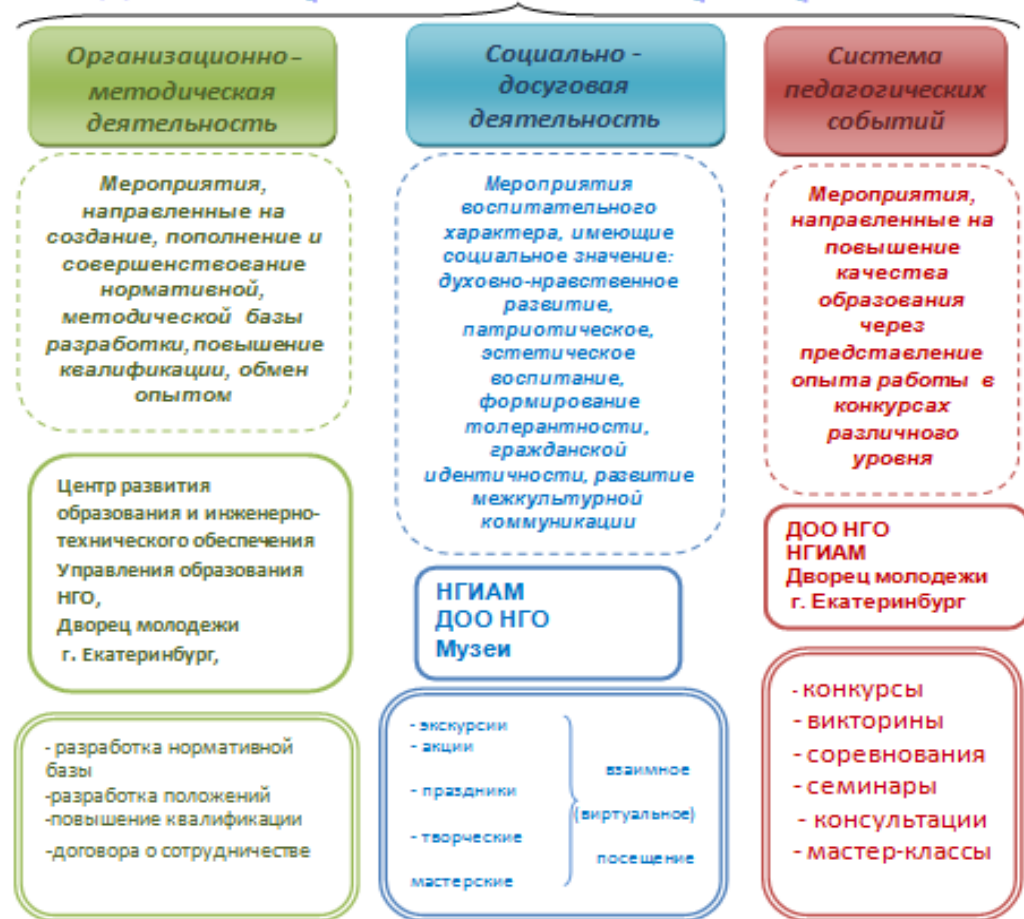 Организационно-
методическая
деятельность
Мероприятия,
направленные на
создание, пополнение и
совершенствование
нормативной,
методической базы
разработки, повышение
квалификации, обмен
опытом
Центр развития
образования и инженерно-
технического обеспечения
Управления образования
НГО,
Дворец молодежи
г. Екатеринбург,
- разработка нормативной
базы
-разработка положений
-повышение квалификации
-договора о сотрудничестве
Социально -
досуговая
деятельность
Мероприятия
воспитательного
характера, имеющие
социальное значение:
духовно-нравственное
развитие,
патриотическое,
эстетическое
воспитание,
формирование
толерантности,
гражданской
идентичности, развитие
межкультурной
коммуникации
НГИАМ
ДОО НГО
Музеи
- экскурсии
- акции
- праздники
- творческие
мастерские
взаимное
(виртуальное)
посещение
Система
педагогических
событий
Мероприятия,
направленные на
повышение
качества
образования
через
представление
опыта работы в
конкурсах
различного
уровня
ДОО НГО
НГИАМ
Дворец молодежи
г. Екатеринбург
- конкурсы
- викторины
- соревнования
- семинары
- консультации
- мастер-классы